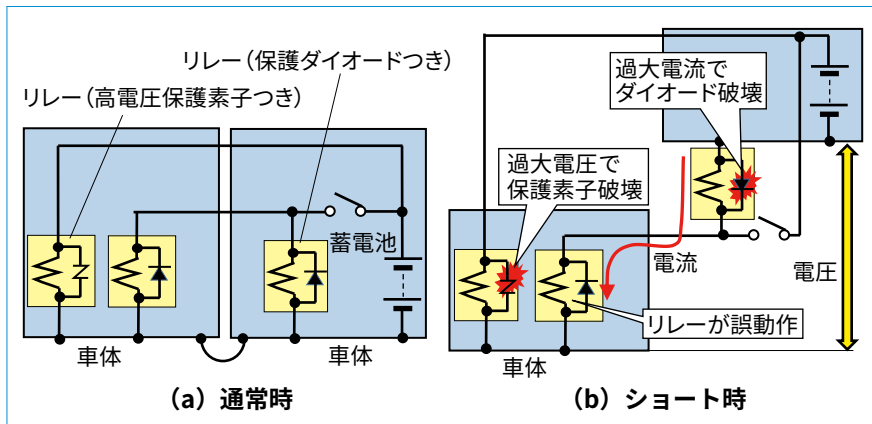 リレー（保護ダイオードつき）
リレー（高電圧保護素子つき）
蓄電池
車体
車体
（a）通常時
過大電流で
ダイオード破壊
過大電圧で
保護素子破壊
電流
電圧
リレーが誤動作
車体
（b）ショート時